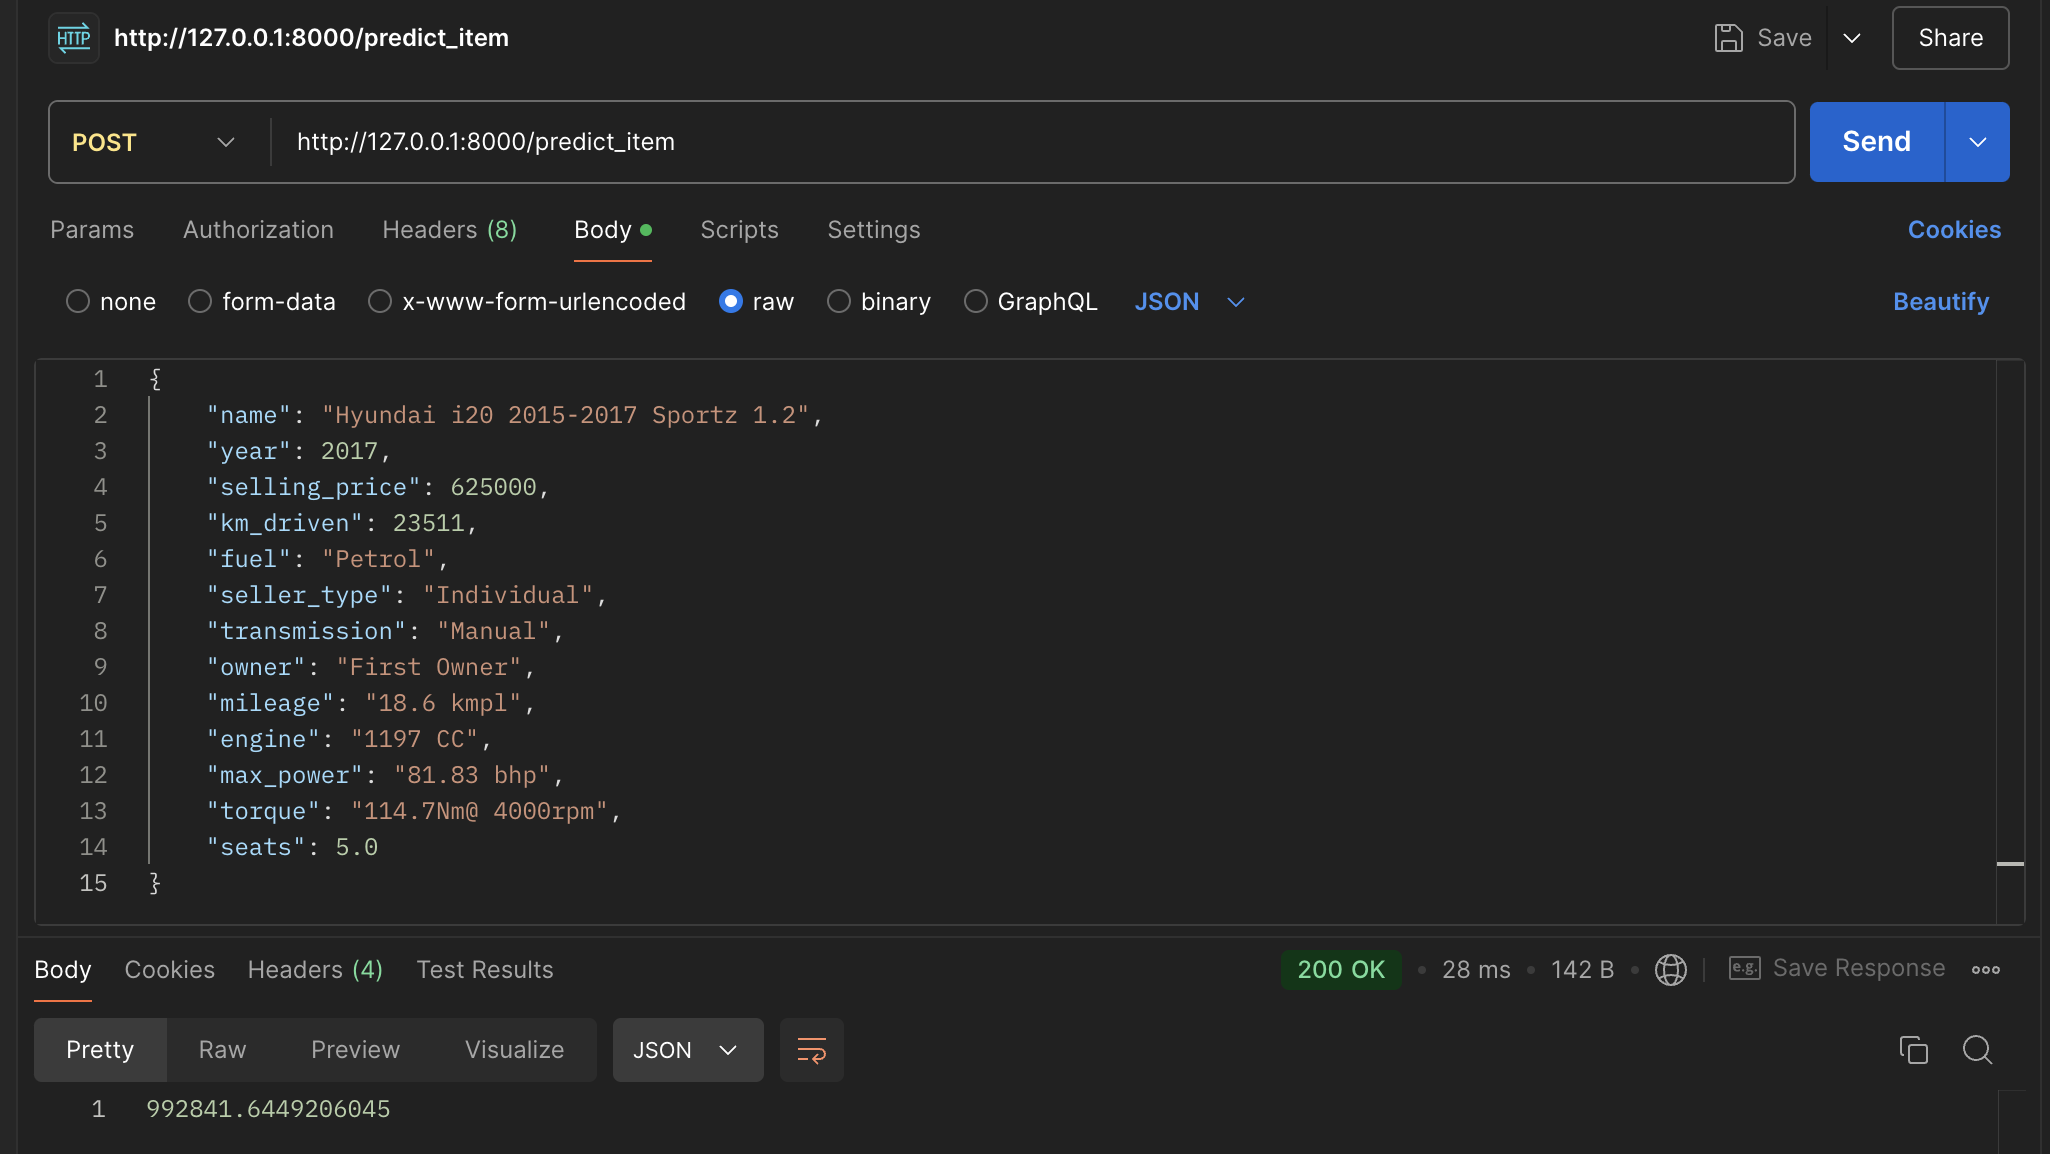 HTTP http://127.0.0.1:8000/predict_item Save Share
POST http://127.0.0.1:8000/predict_item Send
Params Authorization Headers (8) Body Scripts Settings Cookies
none form-data x-www-form-urlencoded raw binary GraphQL JSON Beautify
1 {
2 "name": "Hyundai i20 2015-2017 Sportz 1.2",
3 "year": 2017,
4 "selling_price": 625000,
5 "km_driven": 23511,
6 "fuel": "Petrol",
7 "seller_type": "Individual",
8 "transmission": "Manual",
9 "owner": "First Owner",
10 "mileage": "18.6 kmpl",
11 "engine": "1197 CC",
12 "max_power": "81.83 bhp",
13 "torque": "114.7Nm@ 4000rpm",
14 "seats": 5.0
15 }
Body Cookies Headers (4) Test Results 200 OK • 28 ms • 142 B • e.g. Save Response
Pretty Raw Preview Visualize JSON
1 992841.6449206045